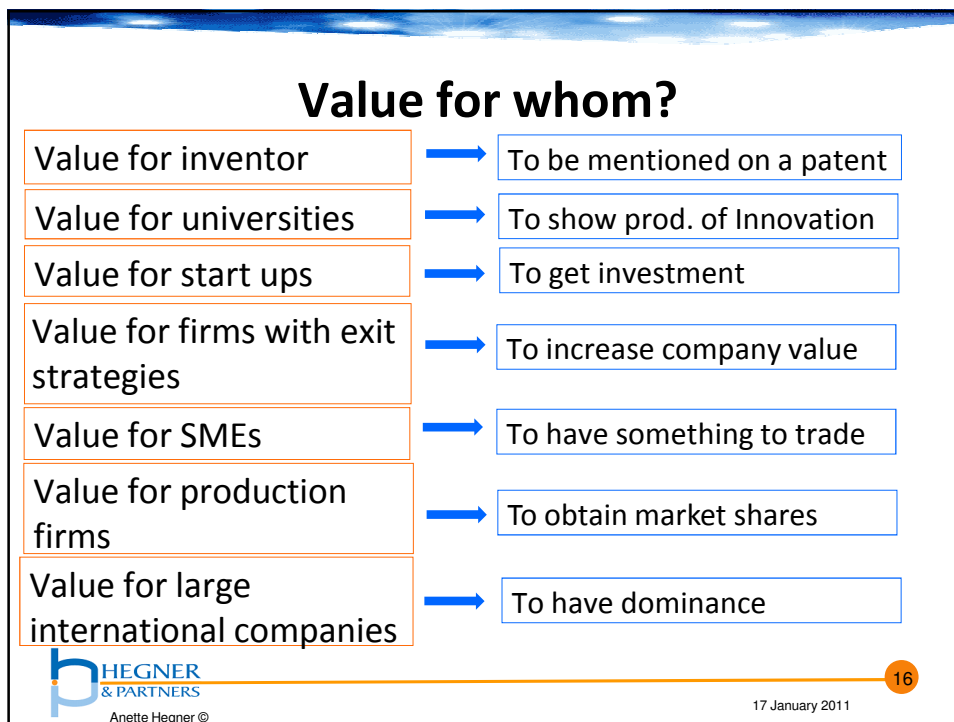 Value for whom?
Value for inventor
To be mentioned on a patent
Value for universities
To show prod. of Innovation
Value for start ups
To get investment
Value for firms with exit
strategies
To increase company value
Value for SMEs
To have something to trade
Value for production
firms
To obtain market shares
Value for large
international companies
To have dominance
HEGNER
& PARTNERS
Anette Hegner ©
17 January 2011
16